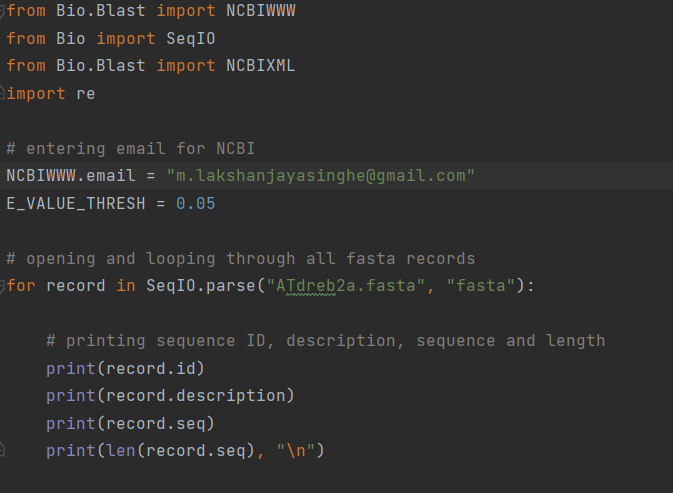 from Bio.Blast import NCBIWWW
from Bio import SeqIO
from Bio.Blast import NCBIXML
import re
# entering email for NCBI
NCBIWWW.email = "m.lakshanjayasinghe@gmail.com"
E_VALUE_THRESH = 0.05
# opening and looping through all fasta records
for record in SeqIO.parse("ATdreb2a.fasta", "fasta"):
    # printing sequence ID, description, sequence and length
    print(record.id)
    print(record.description)
    print(record.seq)
    print(len(record.seq), "\n")